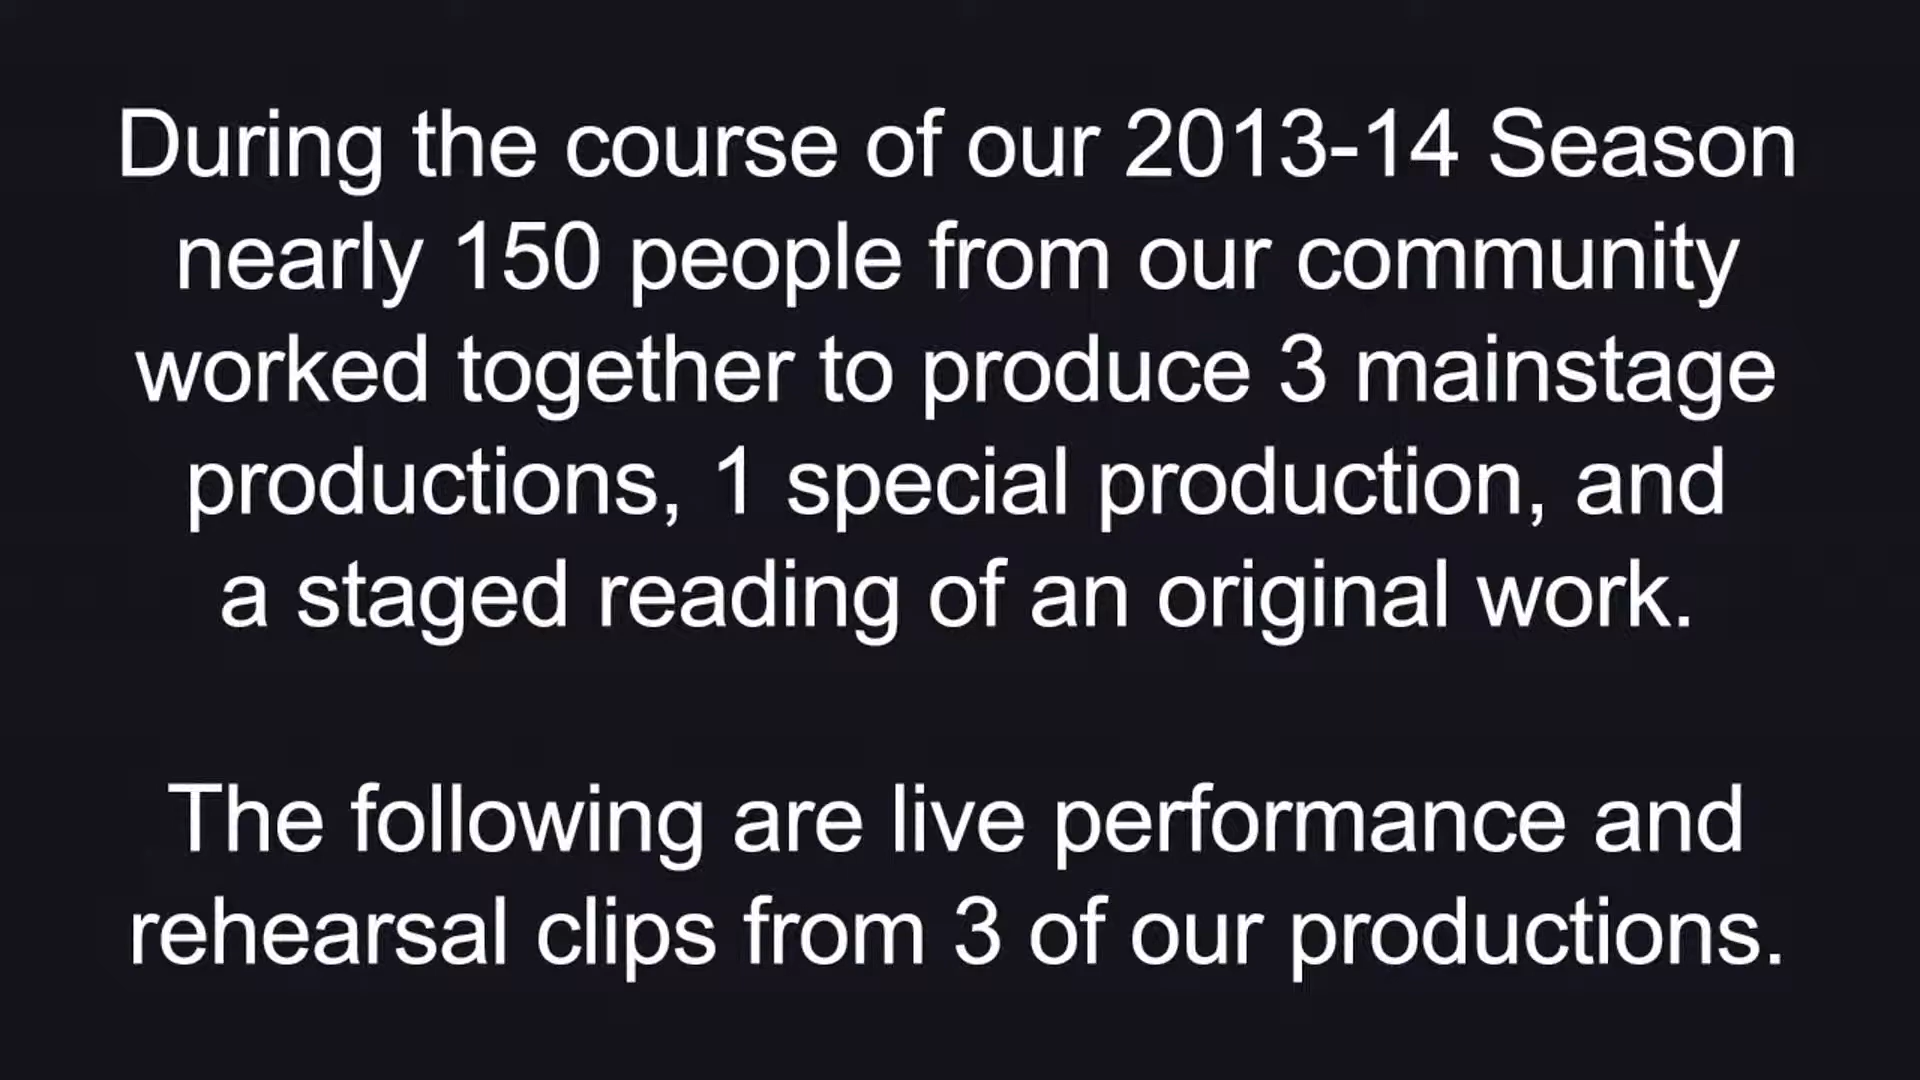 During the course of our 2013-14 Season
nearly 150 people from our community
worked together to produce 3 mainstage
productions, 1 special production, and
a staged reading of an original work.
The following are live performance and
rehearsal clips from 3 of our productions.